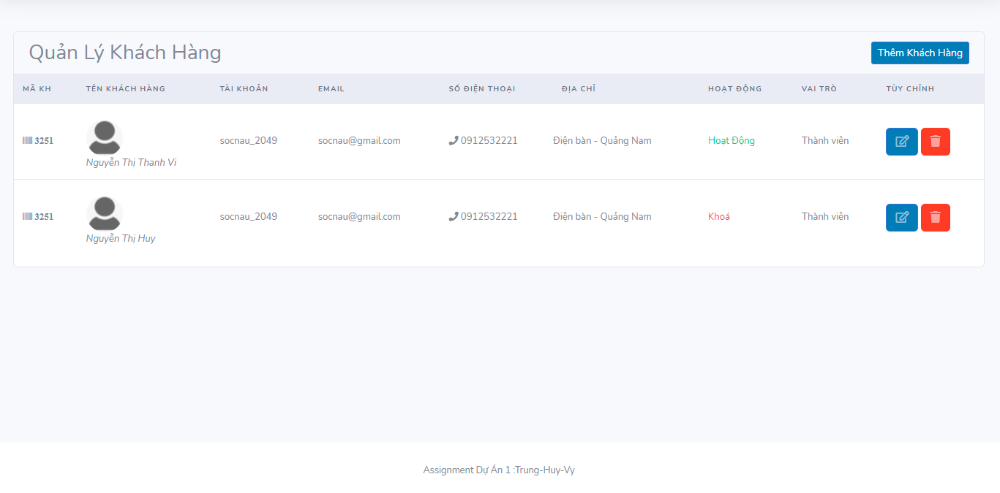 Quản Lý Khách Hàng
Thêm Khách Hàng
MÃ KH TÊN KHÁCH HÀNG TÀI KHOẢN EMAIL SỐ ĐIỆN THOẠI ĐỊA CHỈ HOẠT ĐỘNG VAI TRÒ TÙY CHỈNH
3251 socnau_2049 socnau@gmail.com 0912532221 Điện bàn - Quảng Nam Hoạt Động Thành viên
Nguyễn Thị Thanh Vi
3251 socnau_2049 socnau@gmail.com 0912532221 Điện bàn - Quảng Nam Khoá Thành viên
Nguyễn Thị Huy
Assignment Dự Án 1 :Trung-Huy-Vy